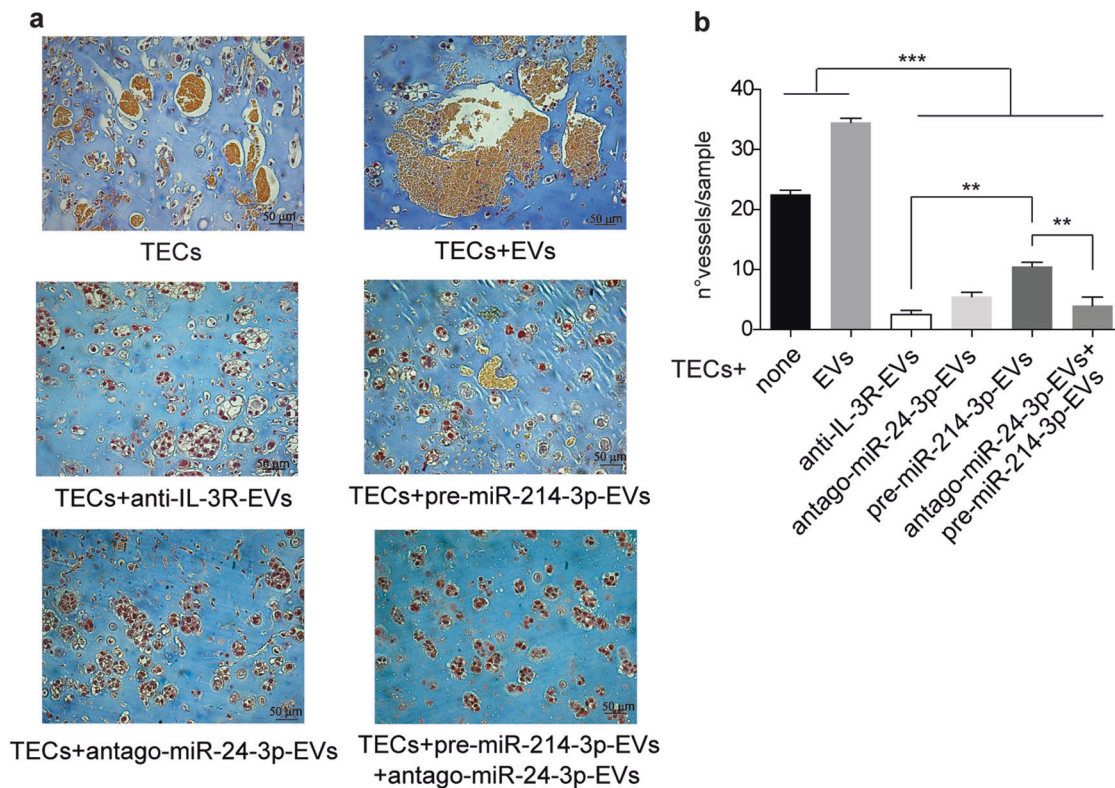 a
50 μm
TECs
50 μm
TECs+EVs
50 μm
TECs+anti-IL-3R-EVs
50 μm
TECs+pre-miR-214-3p-EVs
50 μm
TECs+antago-miR-24-3p-EVs
50 μm
TECs+pre-miR-214-3p-EVs
+antago-miR-24-3p-EVs
b
***
**
**
n°vessels/sample
40
30
20
10
0
TECs+
none
EVs
anti-IL-3R-EVs
antago-miR-24-3p-EVs
pre-miR-214-3p-EVs
antago-miR-24-3p-EVs+
pre-miR-214-3p-EVs